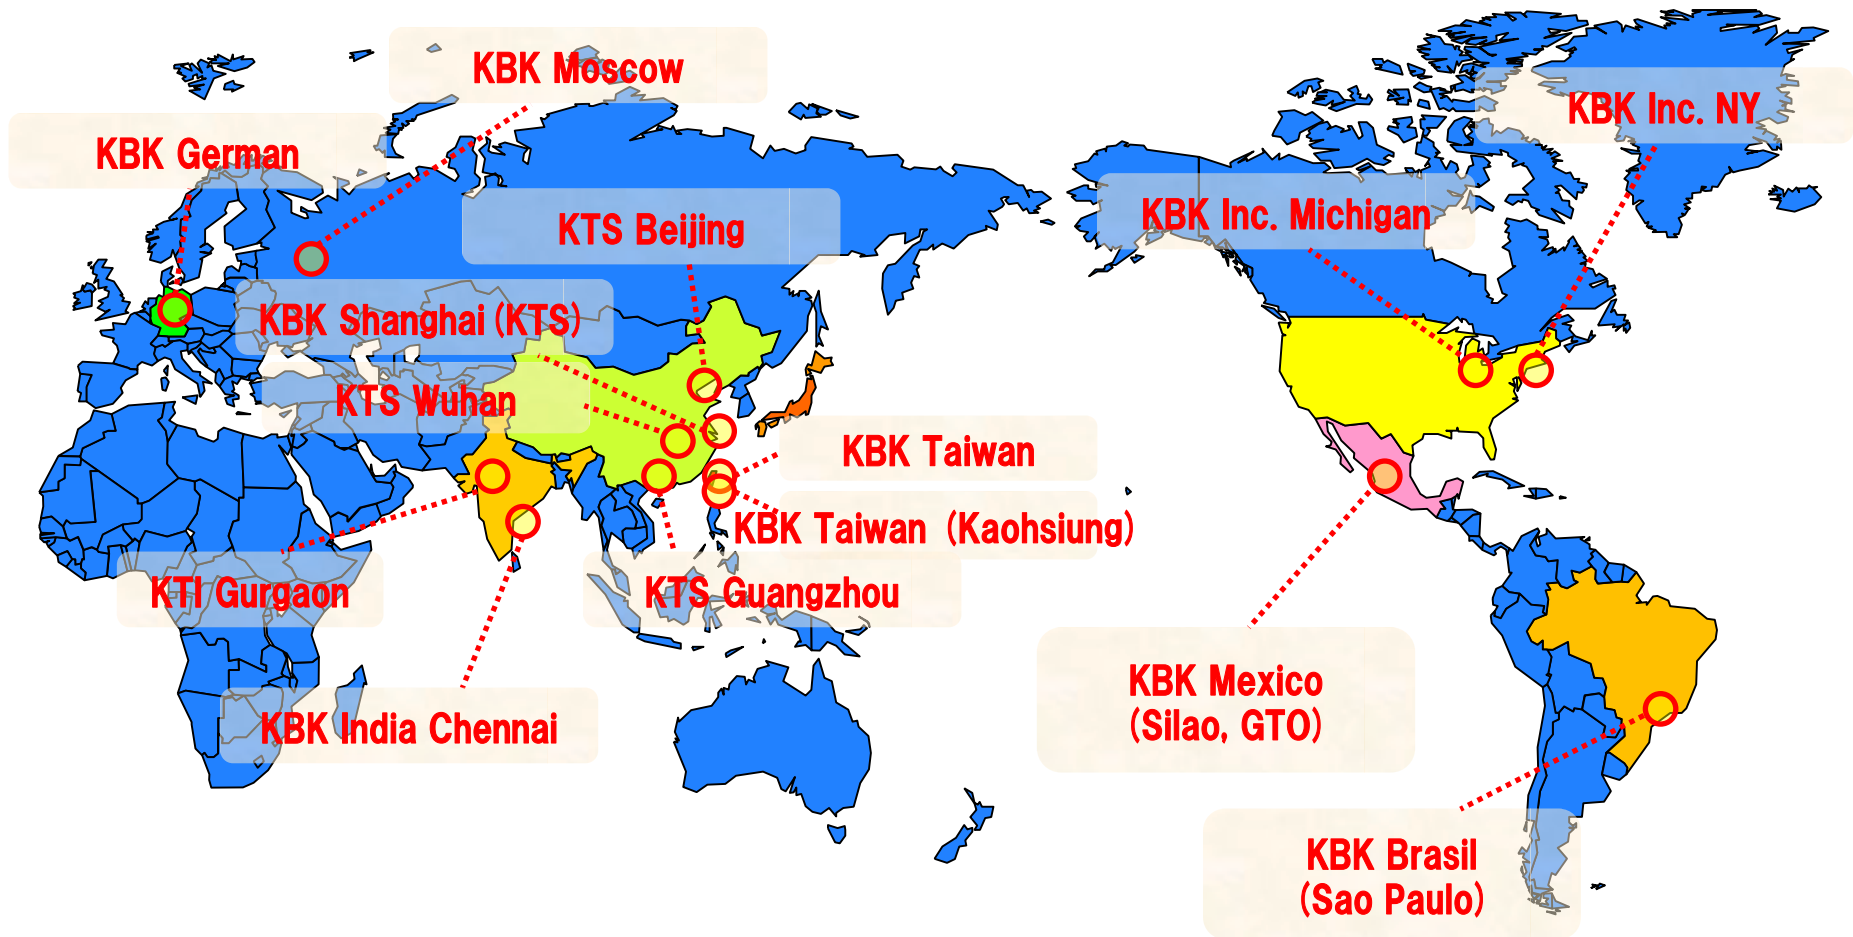 KBK Moscow
KBK Inc. NY
KBK German
KBK Inc. Michigan
KTS Beijing
KBK Shanghai (KTS)
KTS Wuhan
KBK Taiwan
KBK Taiwan (Kaohsiung)
KTI Gurgaon
KTS Guangzhou
KBK Mexico
(Silao, GTO)
KBK India Chennai
KBK Brasil
(Sao Paulo)